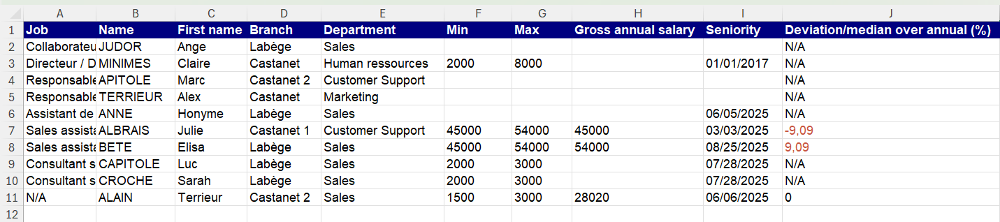 A B C D E F G H I J
1 Job Name First name Branch Department Min Max Gross annual salary Seniority Deviation/median over annual (%)
2 Collaborateu JUDOR Ange Labège Sales N/A
3 Directeur / D MINIMES Claire Castanet Human ressources 2000 8000 01/01/2017 N/A
4 Responsable APITOLE Marc Castanet 2 Customer Support N/A
5 Responsable TERRIEUR Alex Castanet Marketing N/A
6 Assistant de ANNE Honyme Labège Sales 06/05/2025 N/A
7 Sales assista ALBRAIS Julie Castanet 1 Customer Support 45000 54000 45000 03/03/2025 -9,09
8 Sales assista BETE Elisa Labège Sales 45000 54000 54000 08/25/2025 9,09
9 Consultant s CAPITOLE Luc Labège Sales 2000 3000 07/28/2025 N/A
10 Consultant s CROCHE Sarah Labège Sales 2000 3000 07/28/2025 N/A
11 N/A ALAIN Terrieur Castanet 2 Sales 1500 3000 28020 06/06/2025 0
12